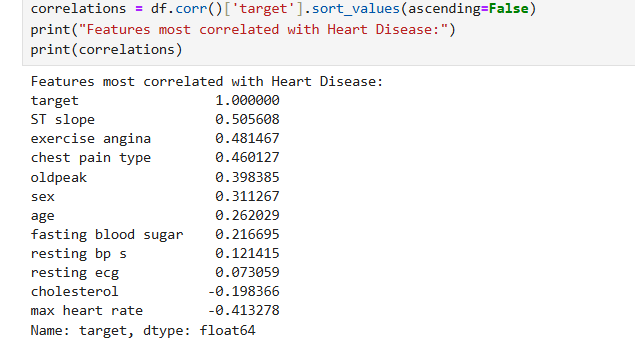 correlations = df.corr()['target'].sort_values(ascending=False)
print("Features most correlated with Heart Disease:")
print(correlations)
Features most correlated with Heart Disease:
target                 1.000000
ST slope               0.505608
exercise angina        0.481467
chest pain type        0.460127
oldpeak                0.398385
sex                    0.311267
age                    0.262029
fasting blood sugar    0.216695
resting bp s           0.121415
resting ecg            0.073059
cholesterol           -0.198366
max heart rate        -0.413278
Name: target, dtype: float64